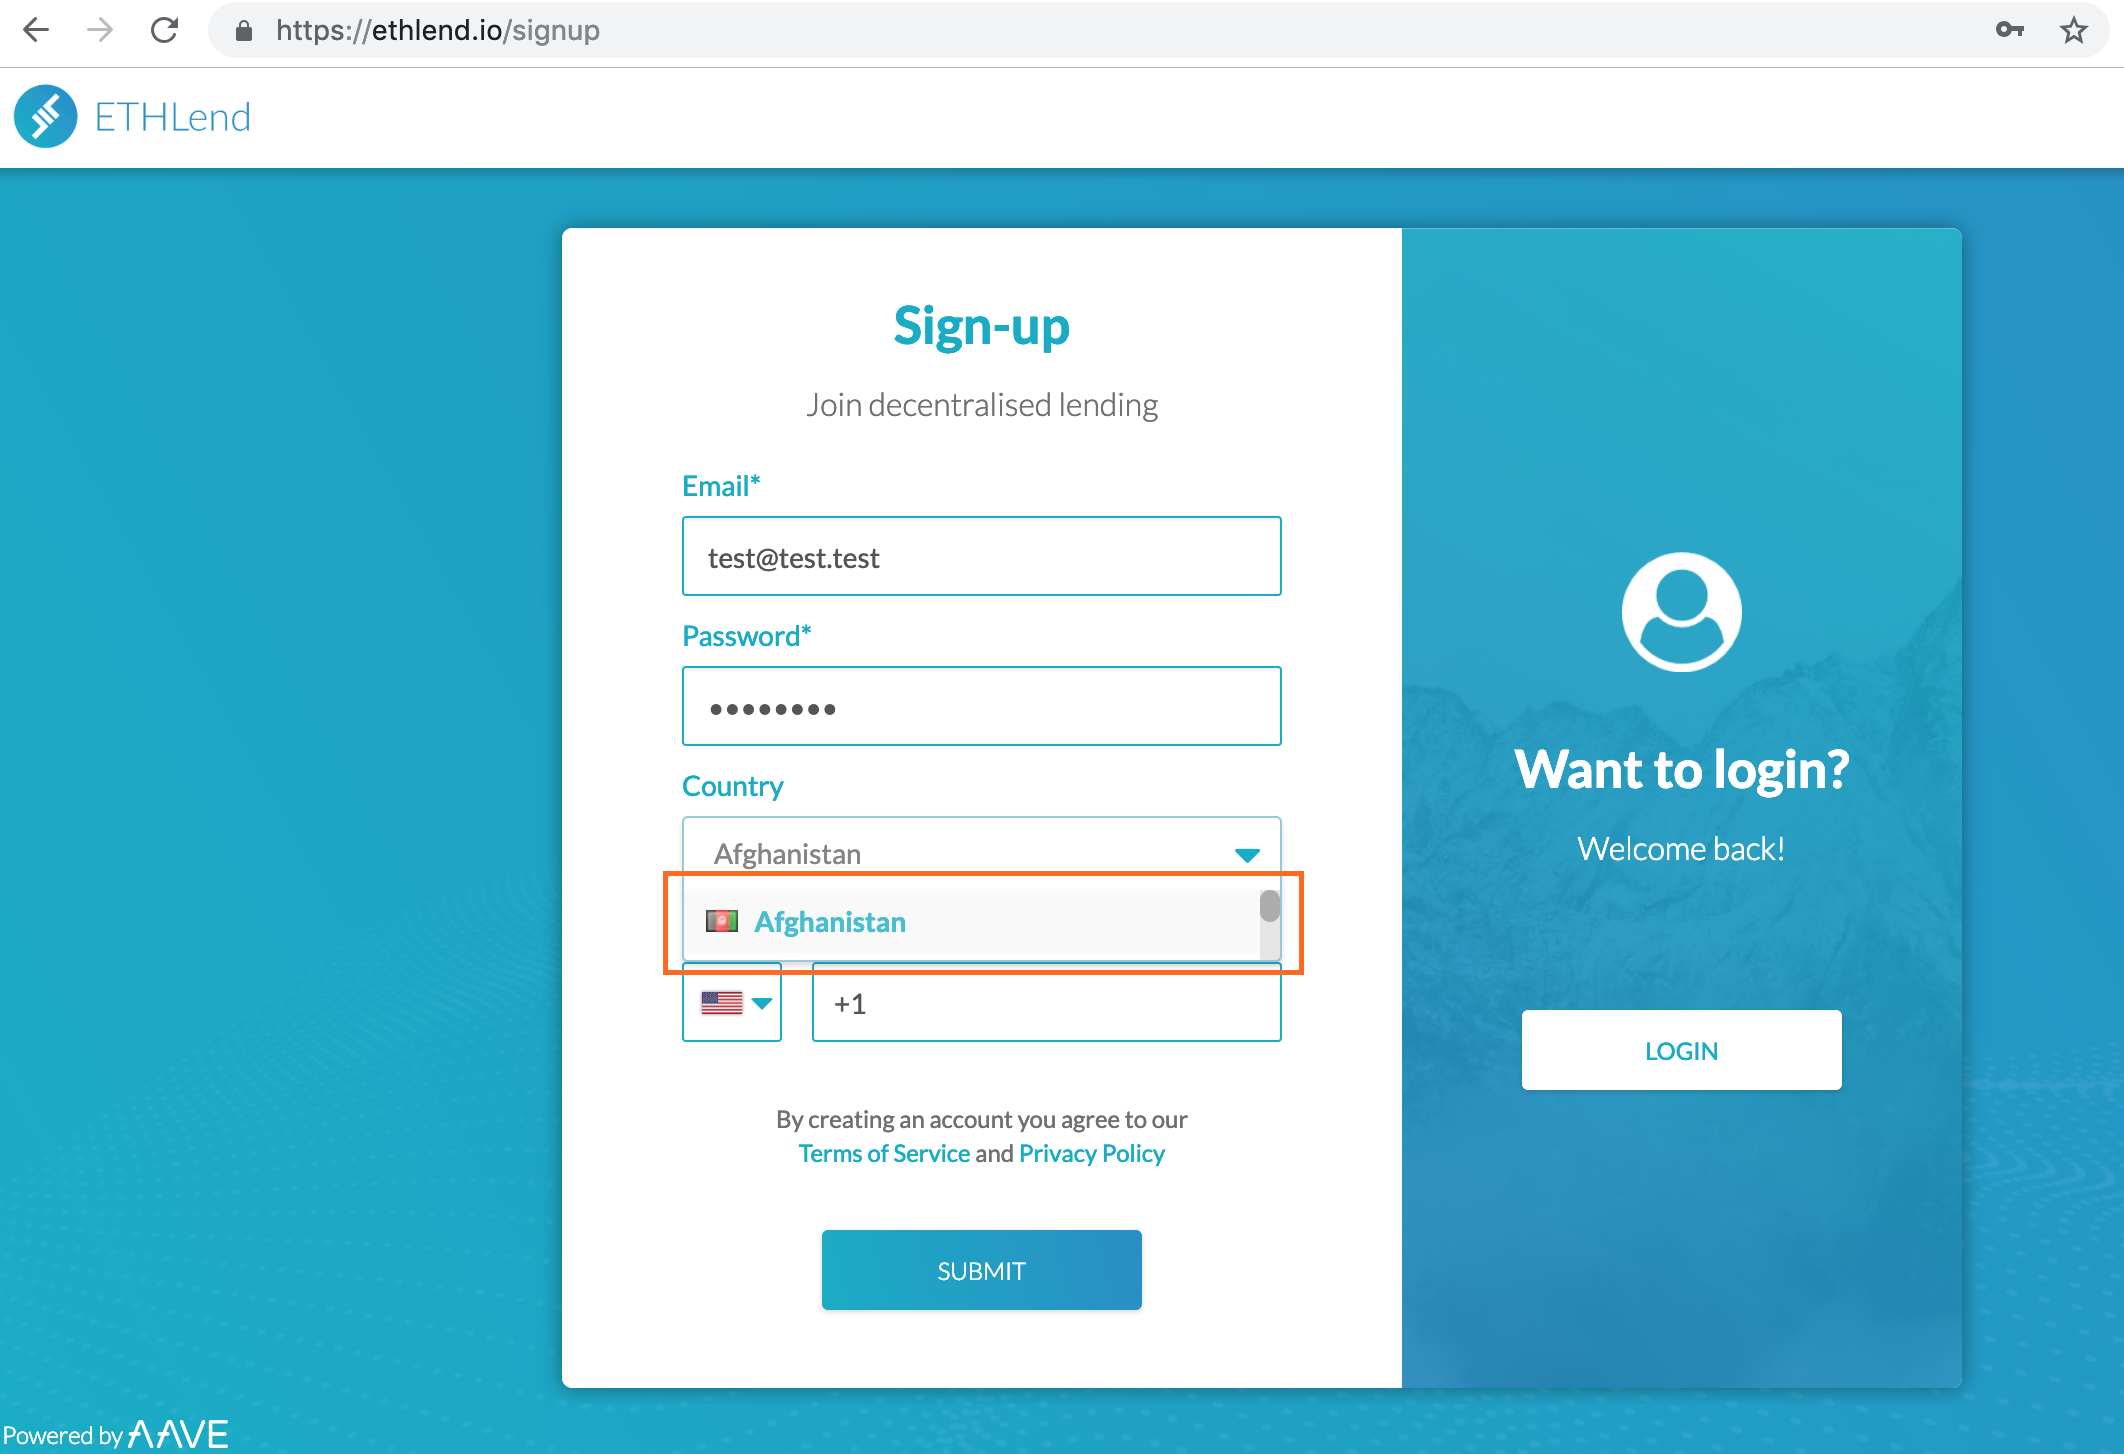 https://ethlend.io/signup
ETHLend
Sign-up
Join decentralised lending
Email*
test@test.test
Password*
••••••••
Country
Afghanistan
Afghanistan
+1
By creating an account you agree to our
Terms of Service and Privacy Policy
SUBMIT
Want to login?
Welcome back!
LOGIN
Powered by AAVE